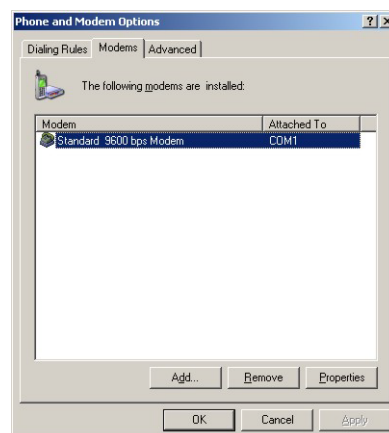 Phone and Modem Options
Dialing Rules Modems Advanced
The following modems are installed:
Modem Attached To
Standard 9600 bps Modem COM1
Add... Remove Properties
OK Cancel Apply